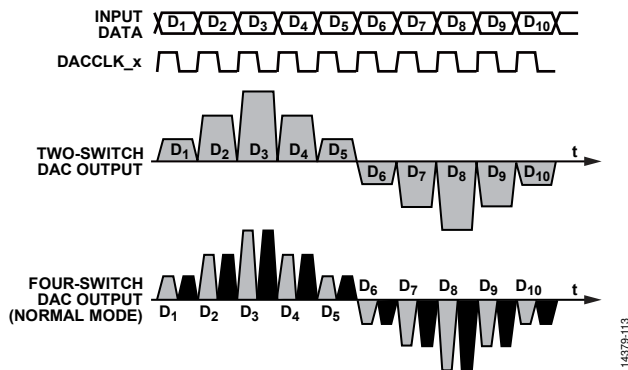 INPUT
DATA
D1 D2 D3 D4 D5 D6 D7 D8 D9 D10
DACCLK_x
TWO-SWITCH
DAC OUTPUT
D1 D2 D3 D4 D5
t
D6 D7 D8 D9 D10
FOUR-SWITCH
DAC OUTPUT
(NORMAL MODE)
D6 D7 D8 D9 D10
t
D1 D2 D3 D4 D5
14379-113